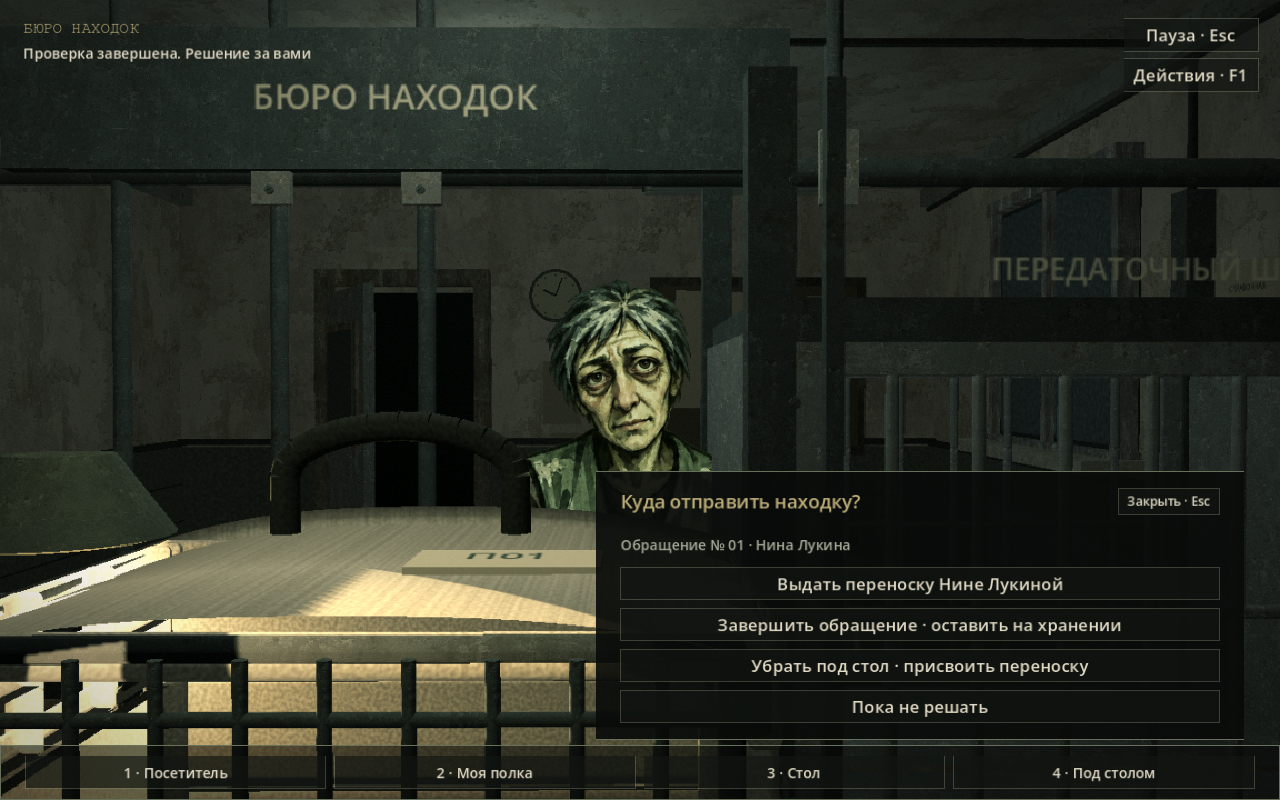 БЮРО НАХОДОК
Проверка завершена. Решение за вами
Пауза · Esc
Действия · F1
БЮРО НАХОДОК
ПЕРЕДАТОЧНЫЙ
Куда отправить находку?
Закрыть · Esc
Обращение № 01 · Нина Лукина
П01
Выдать переноску Нине Лукиной
Завершить обращение · оставить на хранении
Убрать под стол · присвоить переноску
Пока не решать
1 · Посетитель
2 · Моя полка
3 · Стол
4 · Под столом